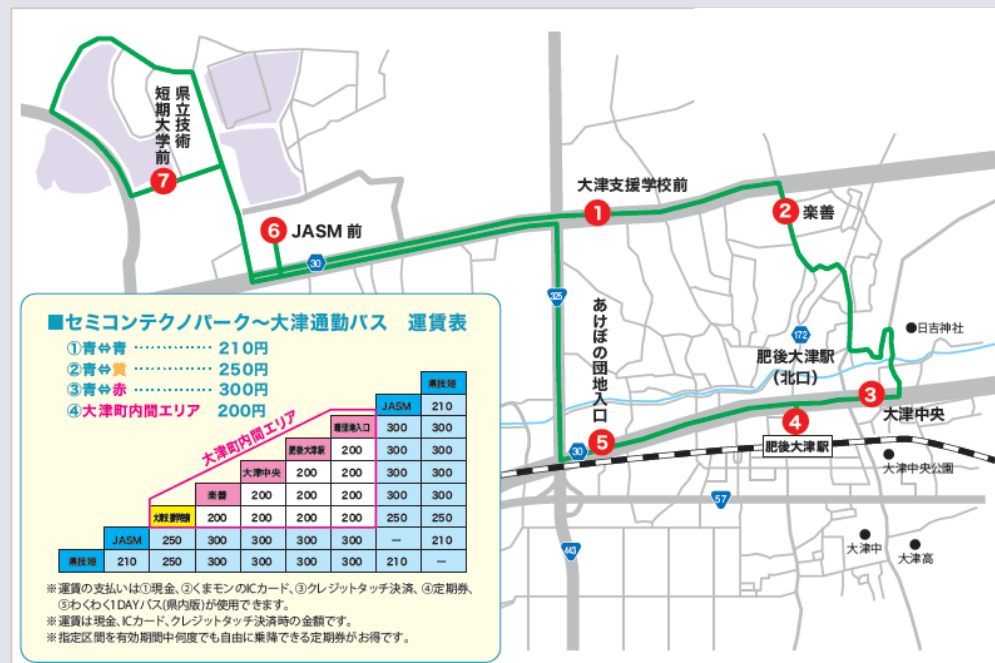 県立技術
短期大学前
7
6
JASM 前
30
大津支援学校前
1
2
楽善
325
あけぼの団地入口
172
日吉神社
肥後大津駅
(北口)
3
大津中央
4
5
30
肥後大津駅
大津中央公園
57
443
大津中
大津高
■セミコンテクノパーク~大津通勤バス 運賃表
①青⇔青 ・・・・・・・・・・・・・・ 210円
②青⇔黄 ・・・・・・・・・・・・・・ 250円
③青⇔赤 ・・・・・・・・・・・・・・ 300円
④大津町内間エリア 200円
大津町内間エリア
県技短
JASM 210
団地入口 300 300
肥後大津駅 200 300 300
大津中央 200 200 300 300
楽善 200 200 200 300 300
大津支援学校前 200 200 200 200 250 250
JASM 250 300 300 300 300 ー 210
県技短 210 250 300 300 300 300 210 ー
※運賃の支払いは①現金、②くまモンのICカード、③クレジットタッチ決済、④定期券、
⑤わくわく1DAYパス(県内版)が使用できます。
※運賃は現金、ICカード、クレジットタッチ決済時の金額です。
※指定区間を有効期間中何度でも自由に乗降できる定期券がお得です。